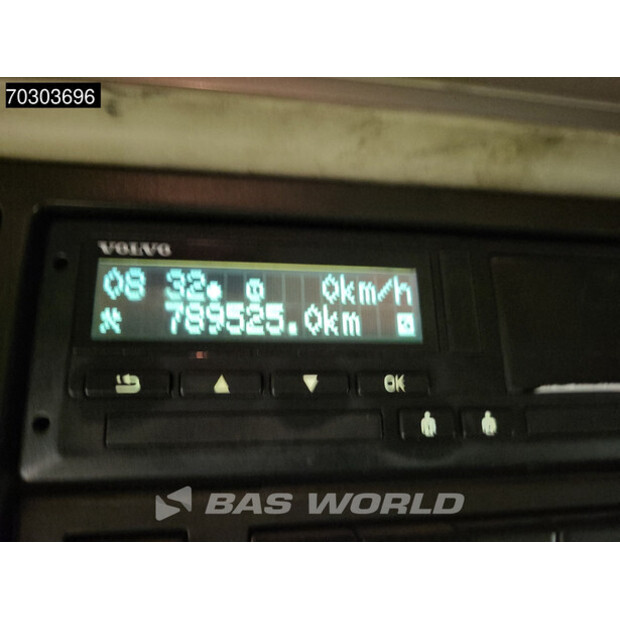 70303696
VOLVO
08 32 0km/h
789525.0km
OK
BAS WORLD